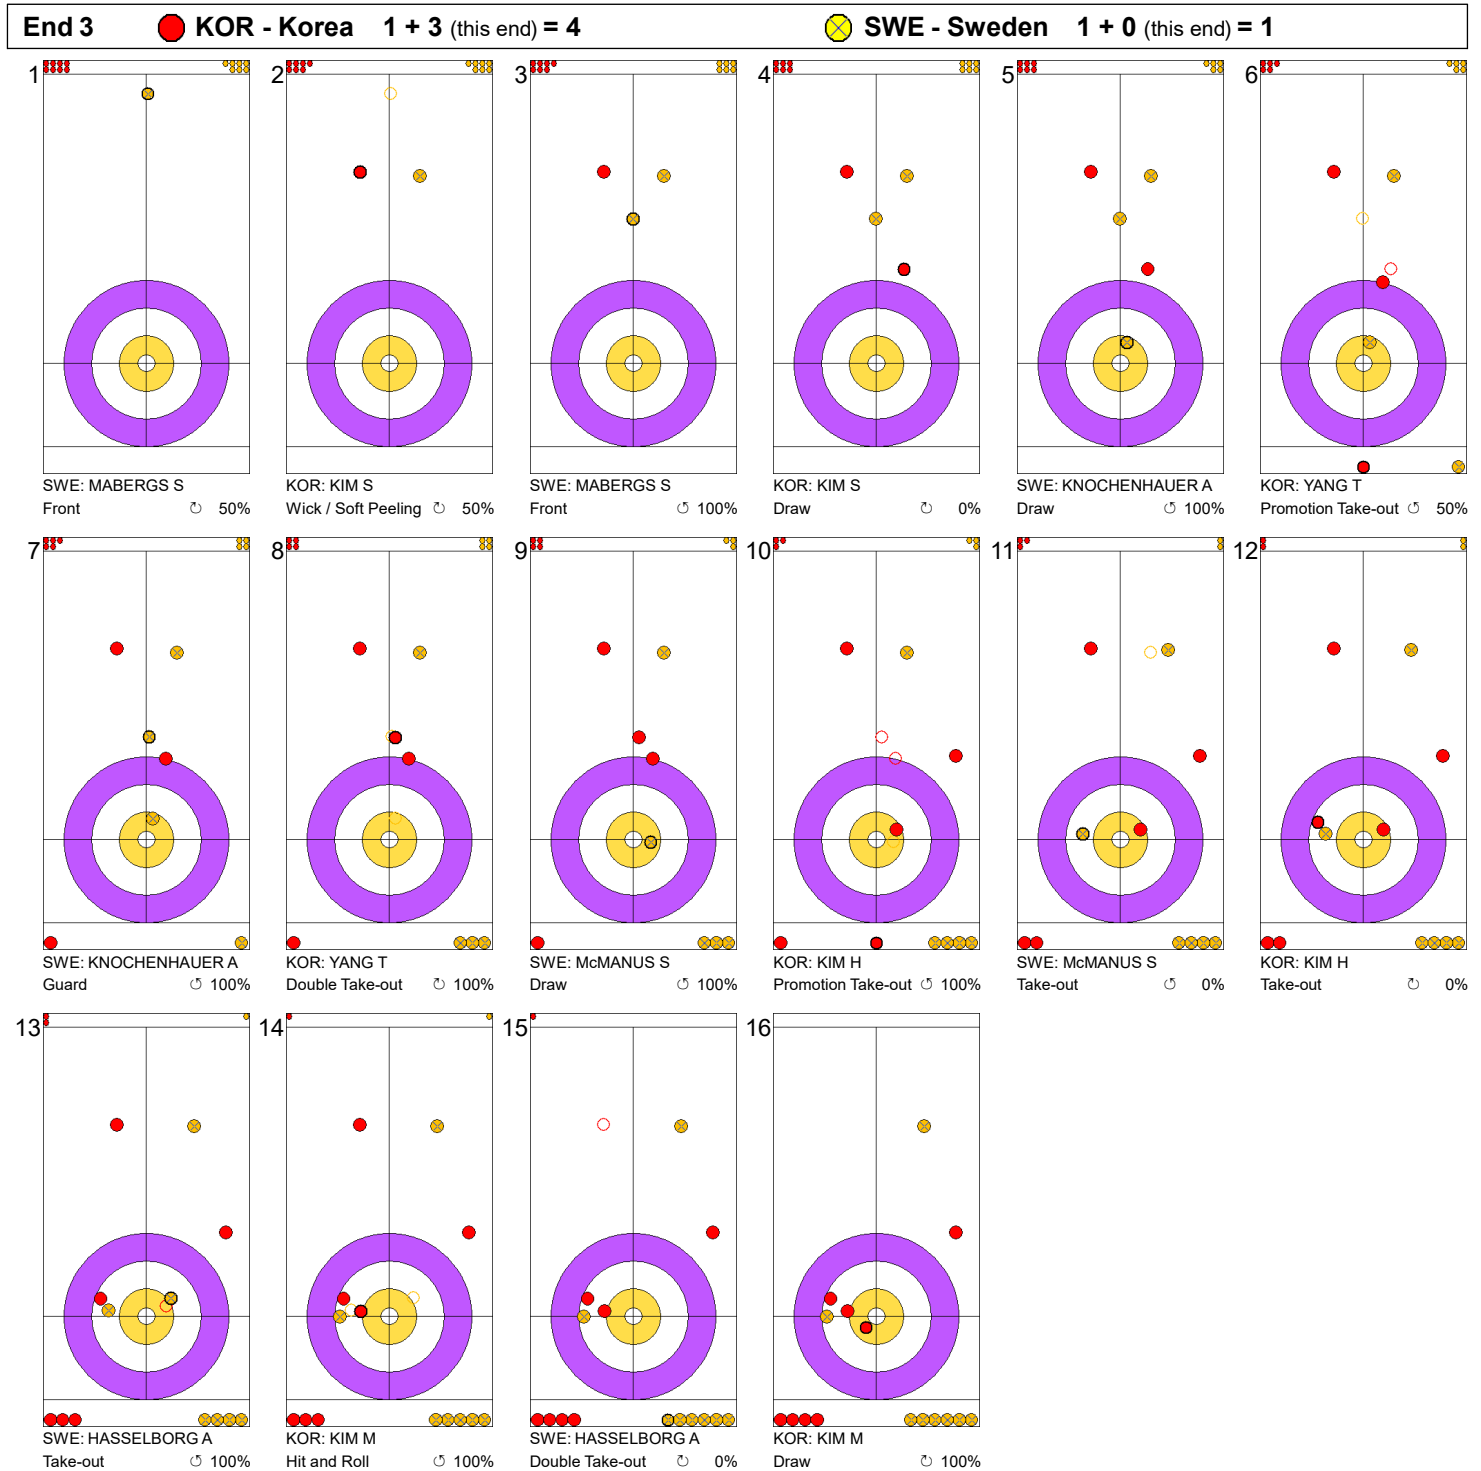 End 3 KOR - Korea 1 + 3 (this end) = 4 SWE - Sweden 1 + 0 (this end) = 1
1 2 3 4 5 6
SWE: MABERGS S KOR: KIM S SWE: MABERGS S KOR: KIM S SWE: KNOCHENHAUER A KOR: YANG T
Front ↻ 50% Wick / Soft Peeling ↻ 50% Front ↺ 100% Draw ↻ 0% Draw ↺ 100% Promotion Take-out ↺ 50%
7 8 9 10 11 12
SWE: KNOCHENHAUER A KOR: YANG T SWE: McMANUS S KOR: KIM H SWE: McMANUS S KOR: KIM H
Guard ↺ 100% Double Take-out ↻ 100% Draw ↺ 100% Promotion Take-out ↺ 100% Take-out ↺ 0% Take-out ↻ 0%
13 14 15 16
SWE: HASSELBORG A KOR: KIM M SWE: HASSELBORG A KOR: KIM M
Take-out ↺ 100% Hit and Roll ↺ 100% Double Take-out ↻ 0% Draw ↺ 100%